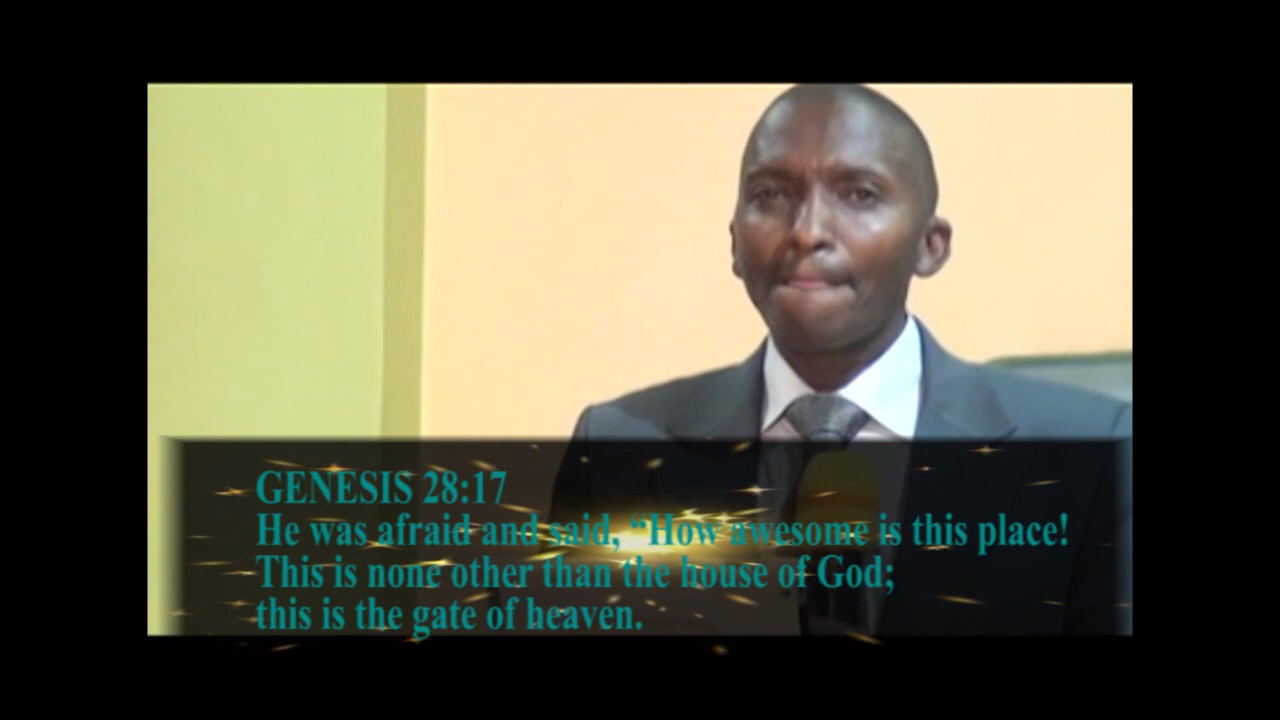 GENESIS 28:17
He was afraid and said, “How awesome is this place!
This is none other than the house of God;
this is the gate of heaven.